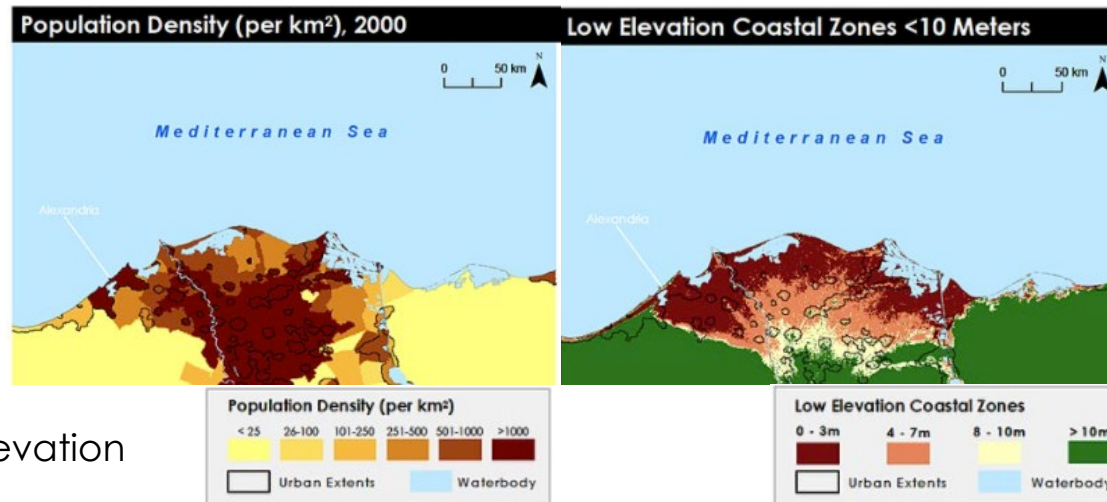 Population Density (per km²), 2000
N
0 50 km
Mediterranean Sea
Alexandria
Population Density (per km²)
< 25 26-100 101-250 251-500 501-1000 >1000
Urban Extents Waterbody
Low Elevation Coastal Zones <10 Meters
N
0 50 km
Mediterranean Sea
Alexandria
Low Elevation Coastal Zones
0 - 3m 4 - 7m 8 - 10m > 10m
Urban Extents Waterbody
evation